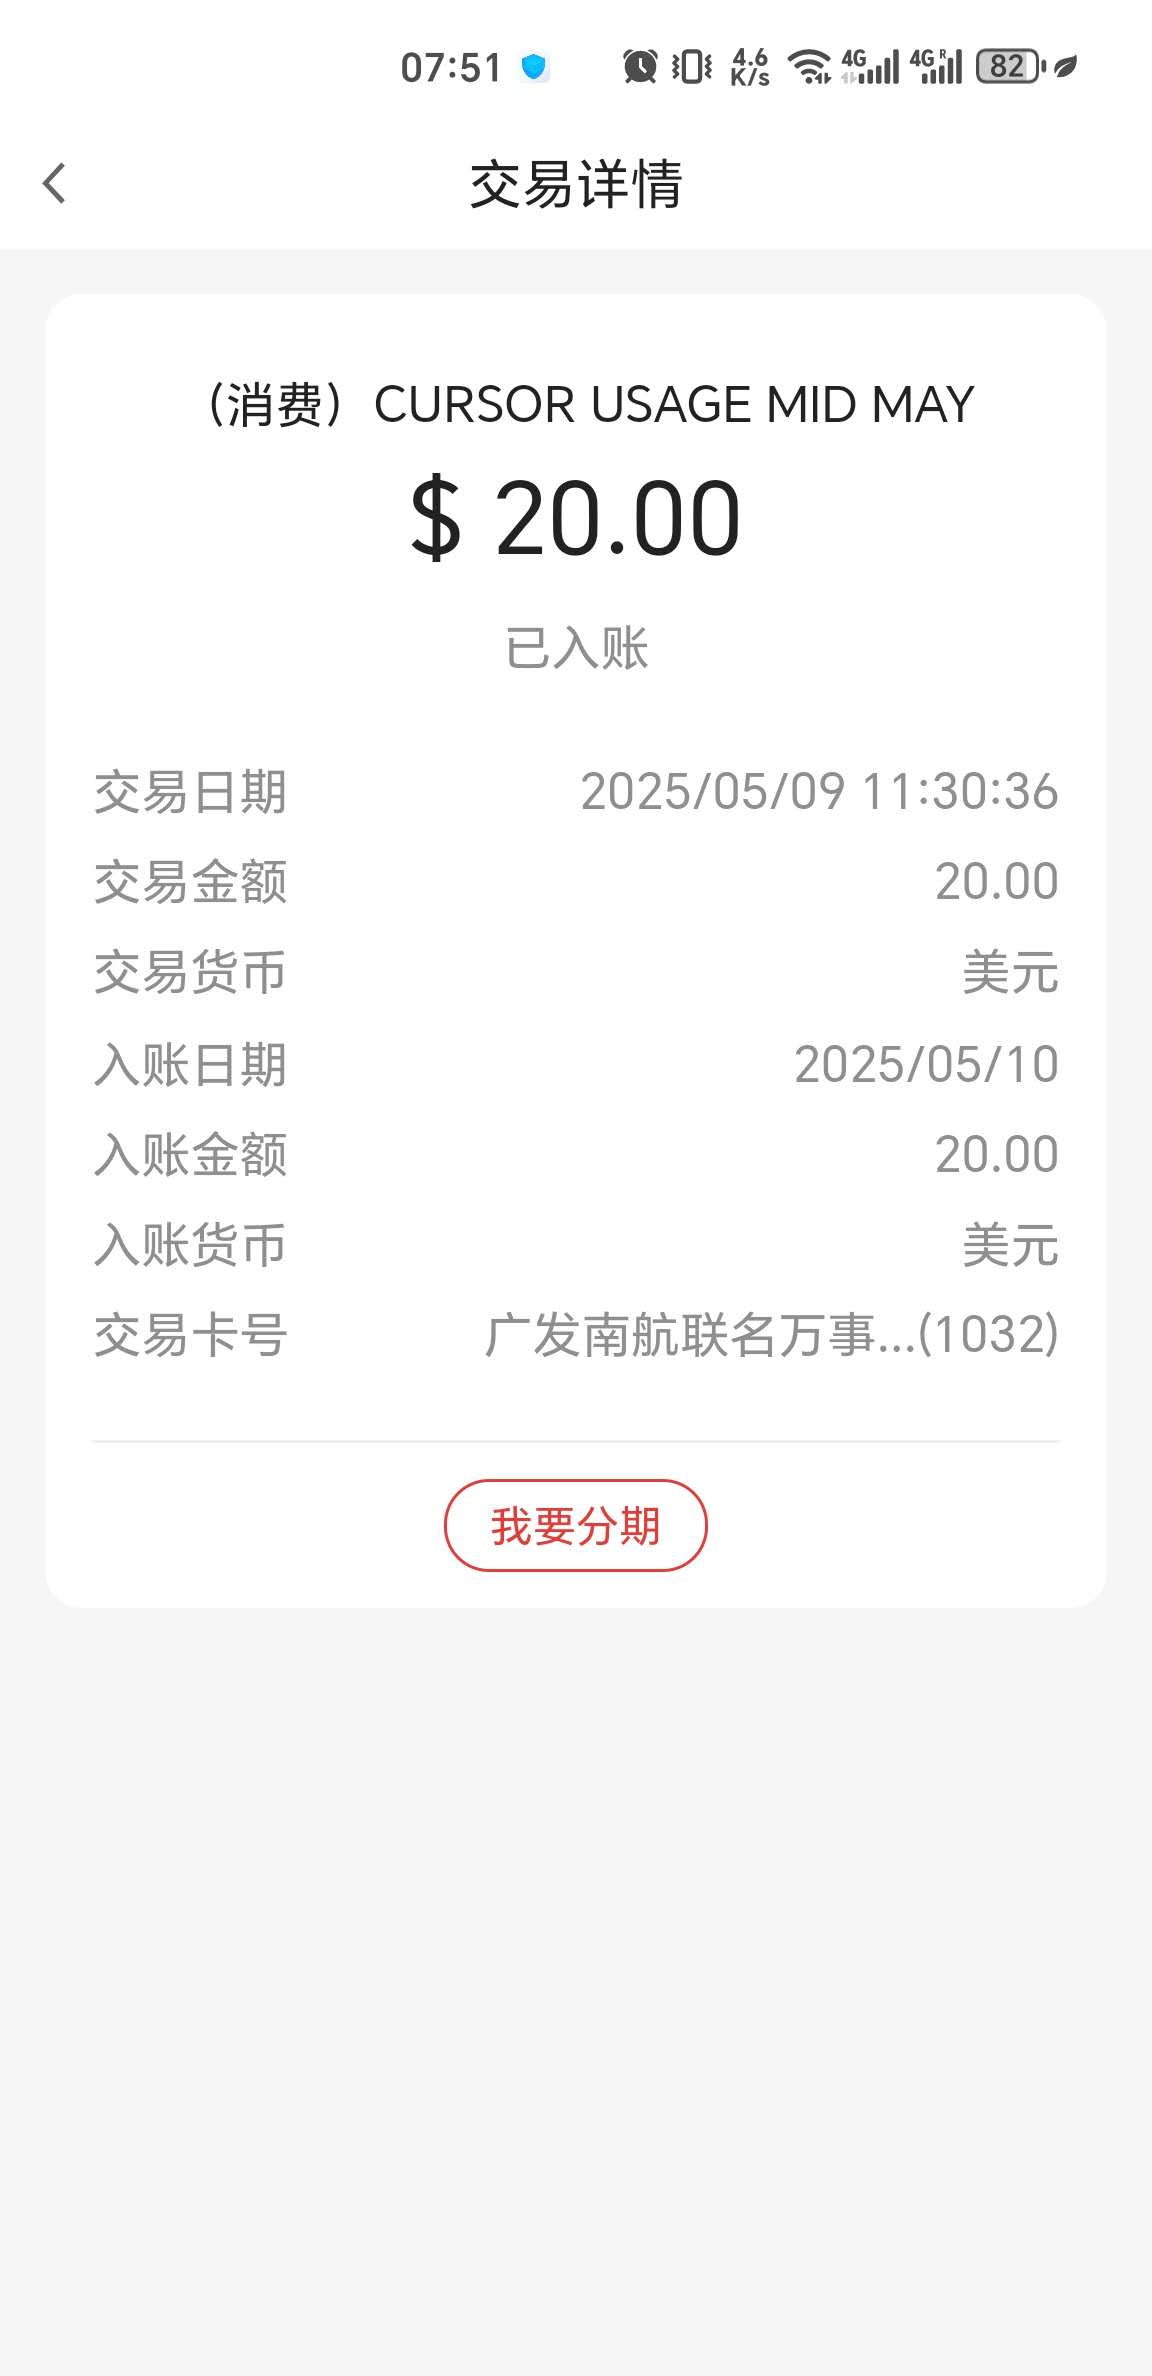 07:51 4.6 K/s 4G 4G R 82
交易详情
（消费）CURSOR USAGE MID MAY
$ 20.00
已入账
交易日期 2025/05/09 11:30:36
交易金额 20.00
交易货币 美元
入账日期 2025/05/10
入账金额 20.00
入账货币 美元
交易卡号 广发南航联名万事...(1032)
我要分期